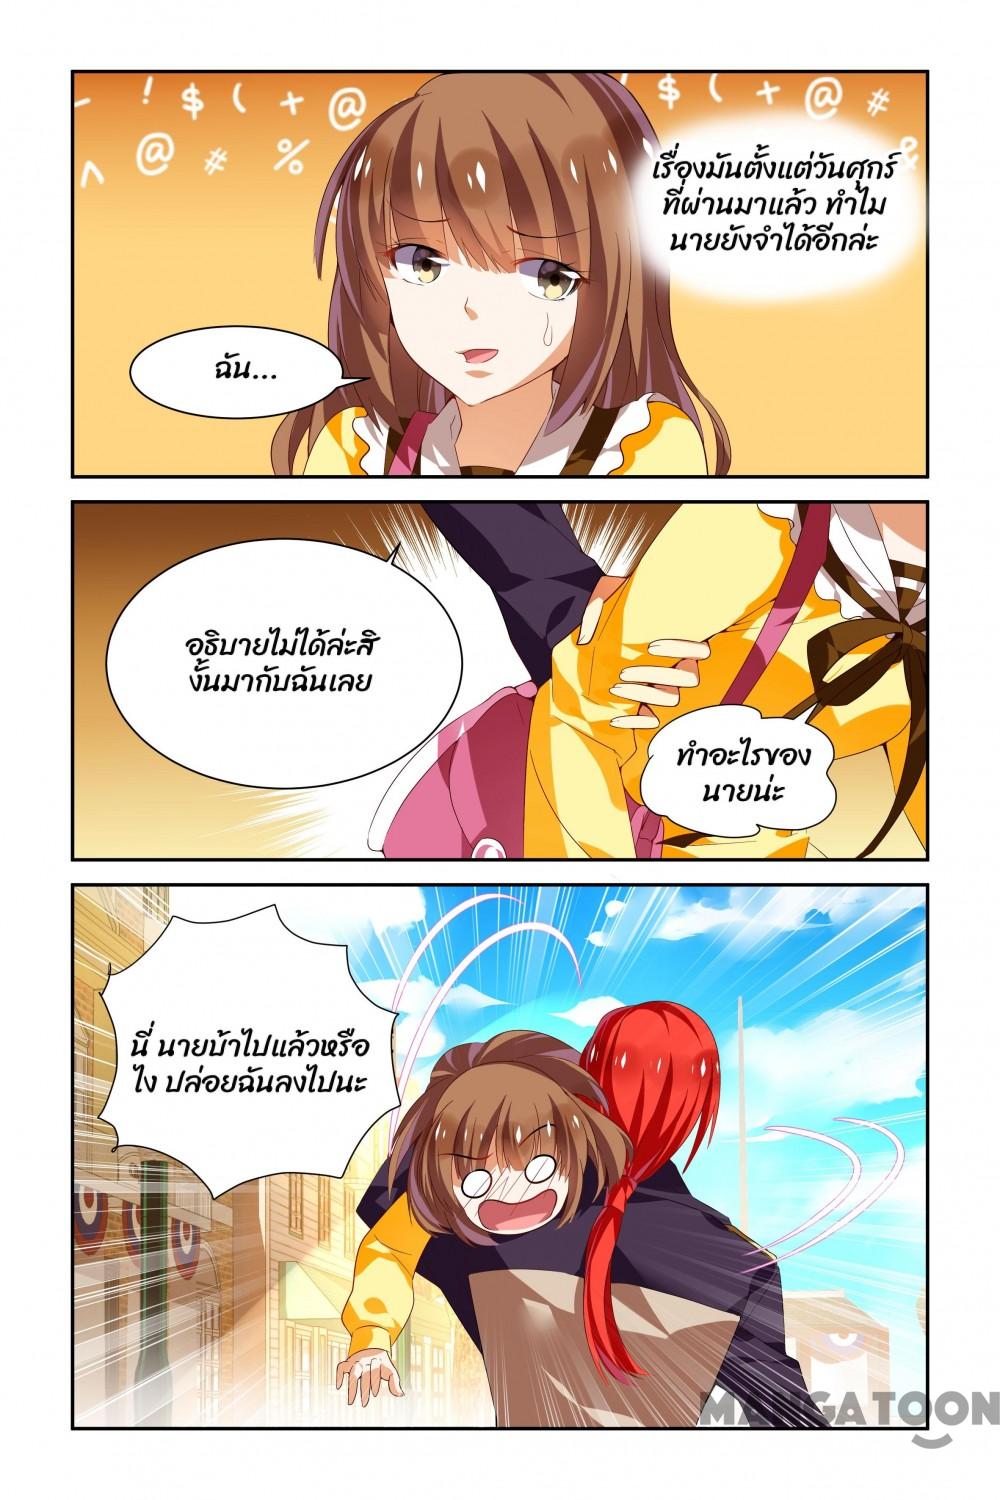 เรื่องมันตั้งแต่วันศุกร์
ที่ผ่านมาแล้ว ทำไม
นายยังจำได้อีกล่ะ
ฉัน...
อธิบายไม่ได้ล่ะสิ
งั้นมากับฉันเลย
ทำอะไรของ
นายน่ะ
นี่ นายบ้าไปแล้วหรือ
ไง ปล่อยฉันลงไปนะ
MANGATOON